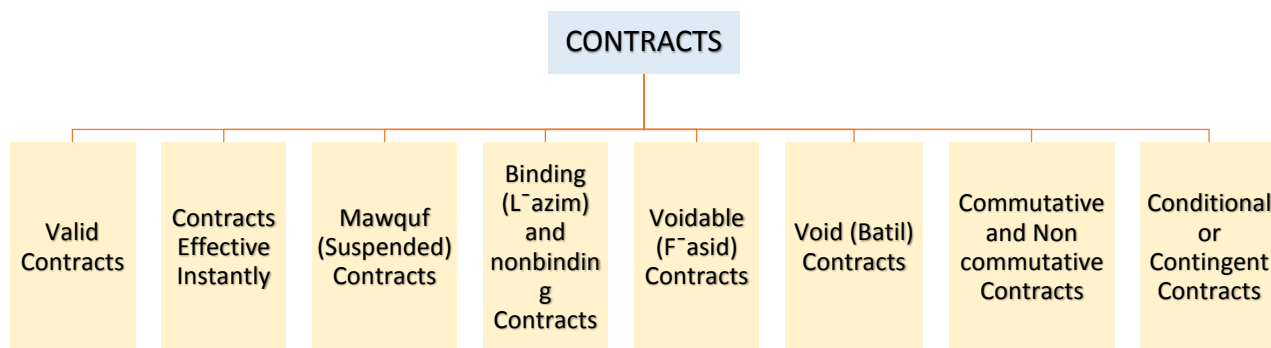 CONTRACTS
Valid
Contracts
Contracts
Effective
Instantly
Mawquf
(Suspended)
Contracts
Binding
(L¯azim)
and
nonbindin
g
Contracts
Voidable
(F¯asid)
Contracts
Void (Batil)
Contracts
Commutative
and Non
commutative
Contracts
Conditional
or
Contingent
Contracts